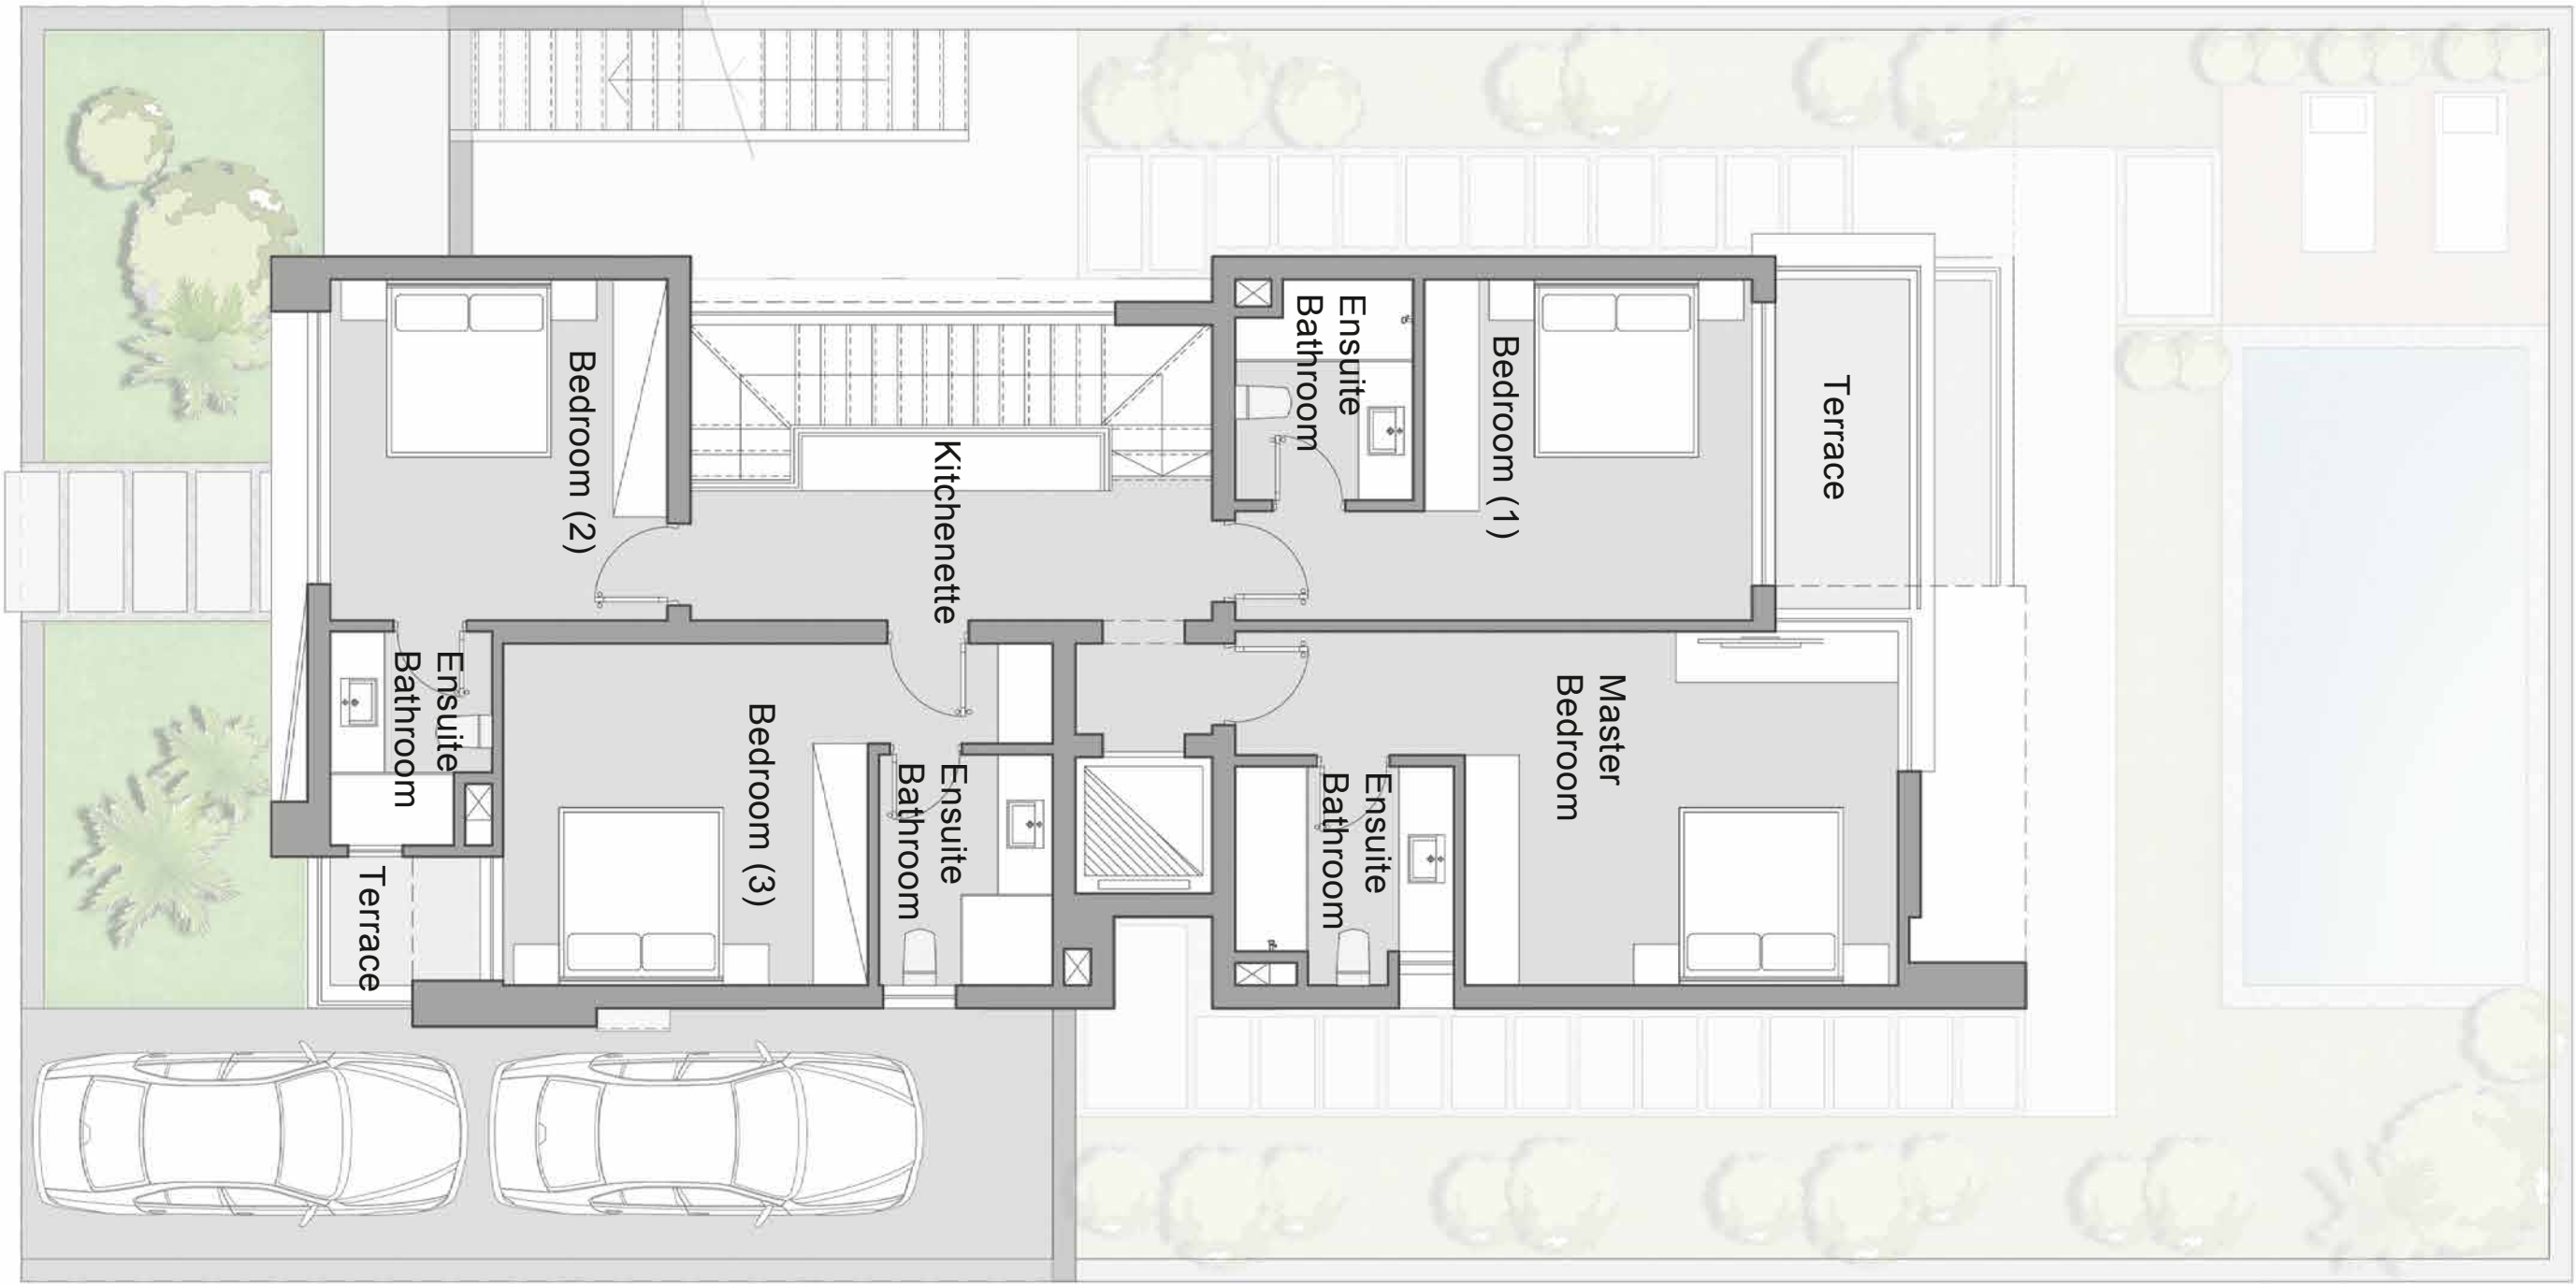 Bedroom (2)
Kitchenette
Ensuite
Bathroom
Bedroom (1)
Terrace
Ensuite
Bathroom
Bedroom (3)
Ensuite
Bathroom
Ensuite
Bathroom
Master
Bedroom
Terrace